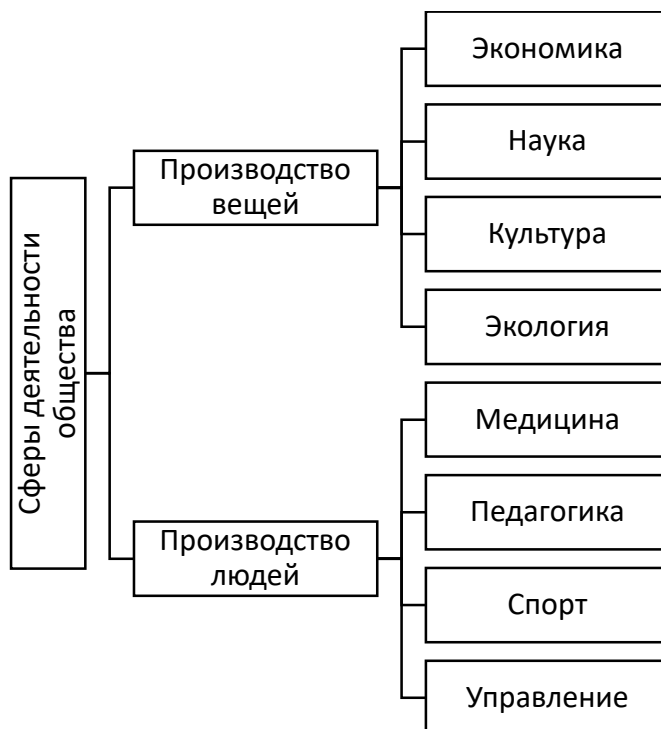 Сферы деятельности
общества
Производство
вещей
Экономика
Наука
Культура
Экология
Производство
людей
Медицина
Педагогика
Спорт
Управление